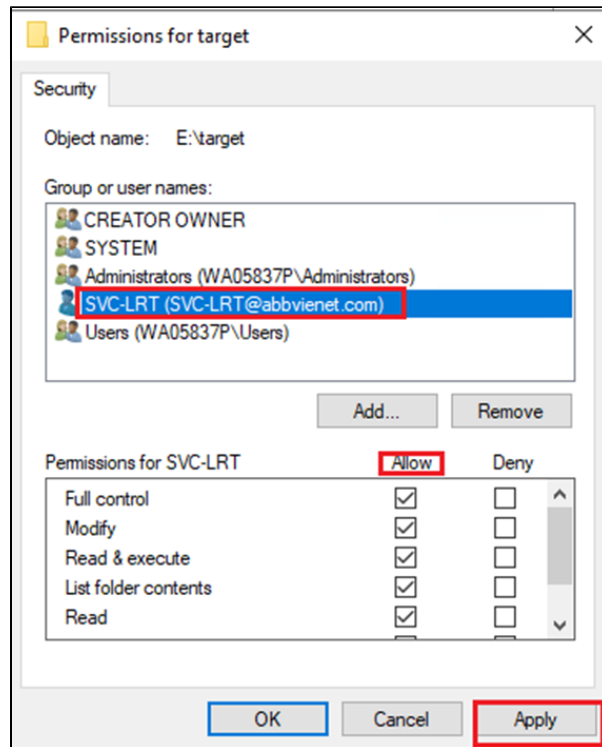 Permissions for target
Security
Object name: E:\target
Group or user names:
CREATOR OWNER
SYSTEM
Administrators (WA05837P\Administrators)
SVC-LRT (SVC-LRT@abbvienet.com)
Users (WA05837P\Users)
Add... Remove
Permissions for SVC-LRT Allow Deny
Full control
Modify
Read & execute
List folder contents
Read
OK Cancel Apply